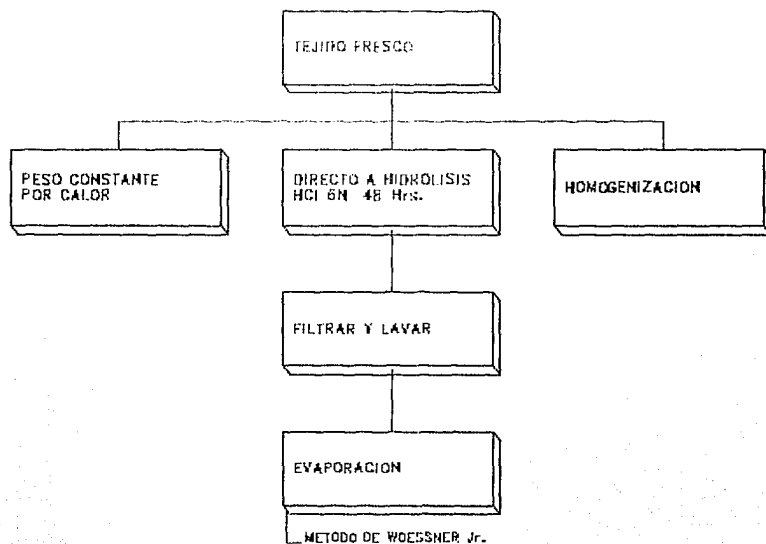 TEJIDO FRESCO
PESO CONSTANTE
POR CALOR
DIRECTO A HIDROLISIS
HCl 6N 48 Hrs.
HOMOGENIZACION
FILTRAR Y LAVAR
EVAPORACION
METODO DE WOESSNER Jr.